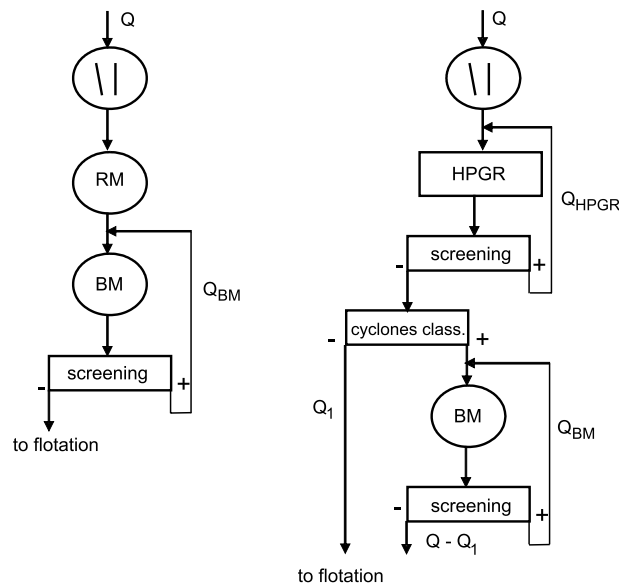 Q
RM
BM
Q_BM
screening
-
+
to flotation
Q
HPGR
Q_HPGR
screening
-
+
cyclones class.
-
+
Q_1
BM
Q_BM
screening
-
+
Q - Q_1
to flotation